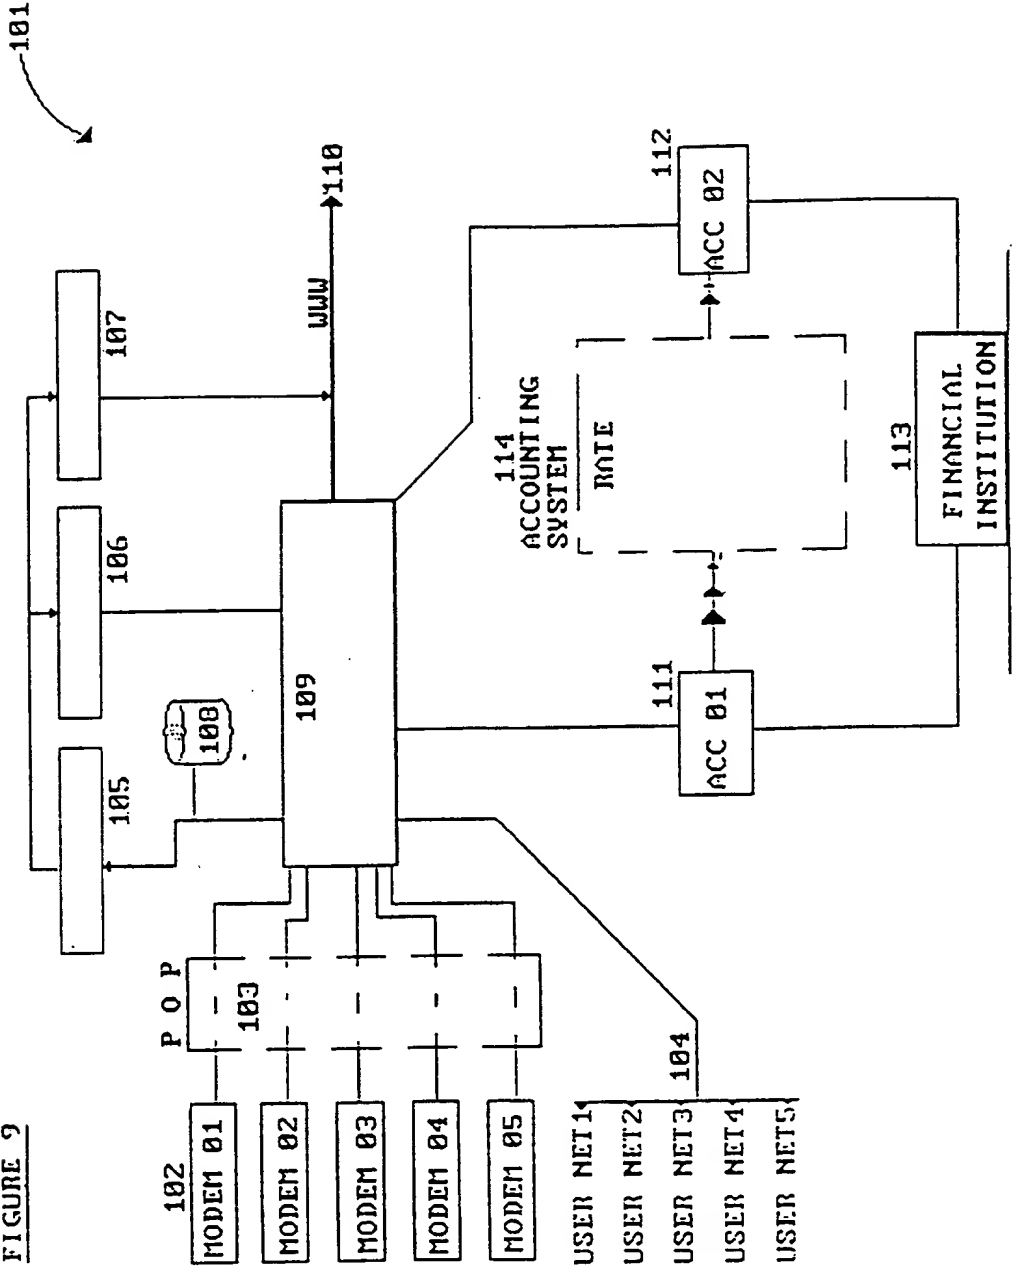 FIGURE 9
101
102
MODEM 01
MODEM 02
MODEM 03
MODEM 04
MODEM 05
P O P
103
USER NET1
USER NET2
USER NET3
USER NET4
USER NET5
104
105
106
107
108
109
WWW
110
111
ACC 01
114
ACCOUNTING
SYSTEM
RATE
112
ACC 02
113
FINANCIAL
INSTITUTION